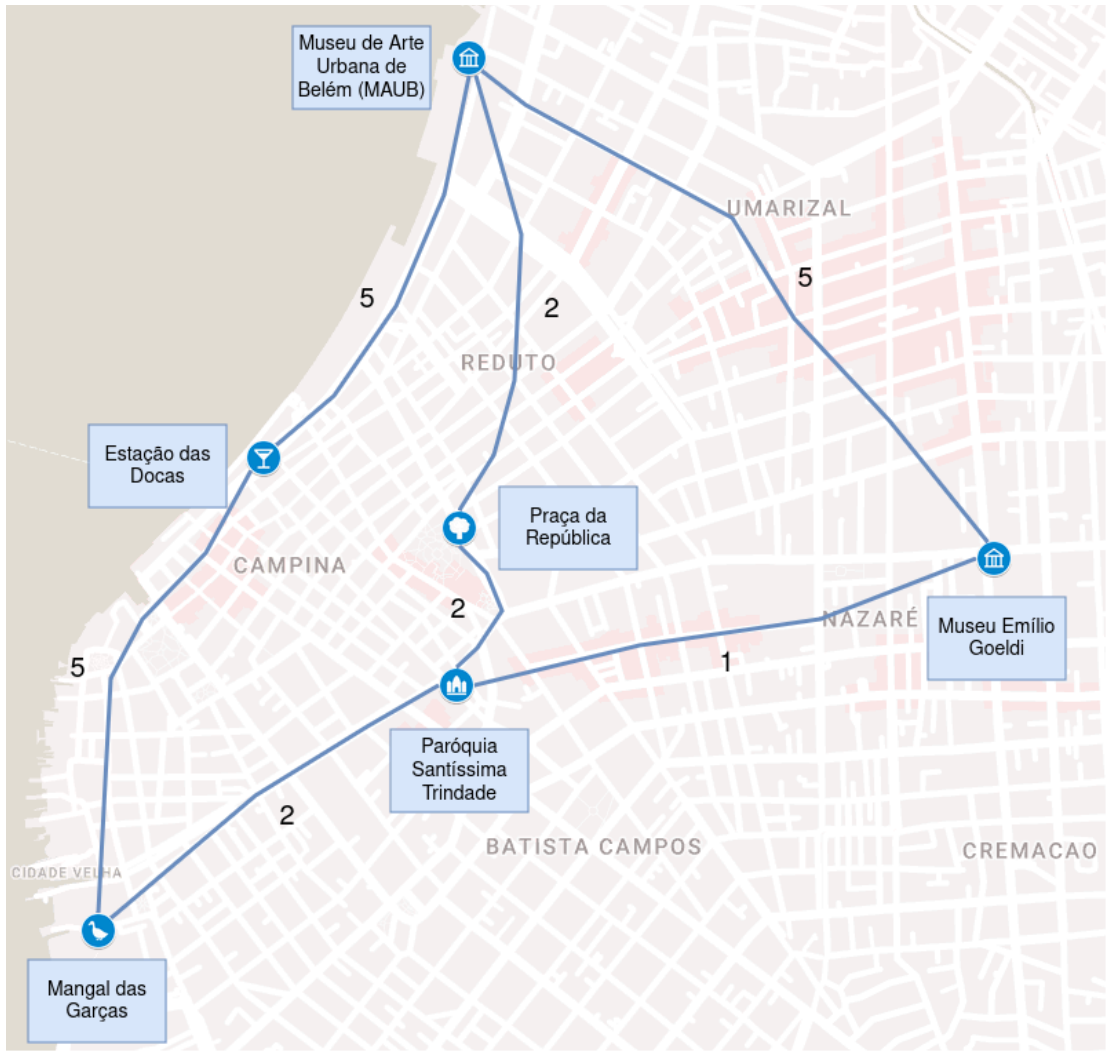 Museu de Arte
Urbana de
Belém (MAUB)
UMARIZAL
5
5
2
REDUTO
Estação das
Docas
Praça da
República
CAMPINA
2
NAZARÉ
Museu Emílio
Goeldi
5
1
Paróquia
Santíssima
Trindade
2
BATISTA CAMPOS
CREMACAO
CIDADE VELHA
Mangal das
Garças